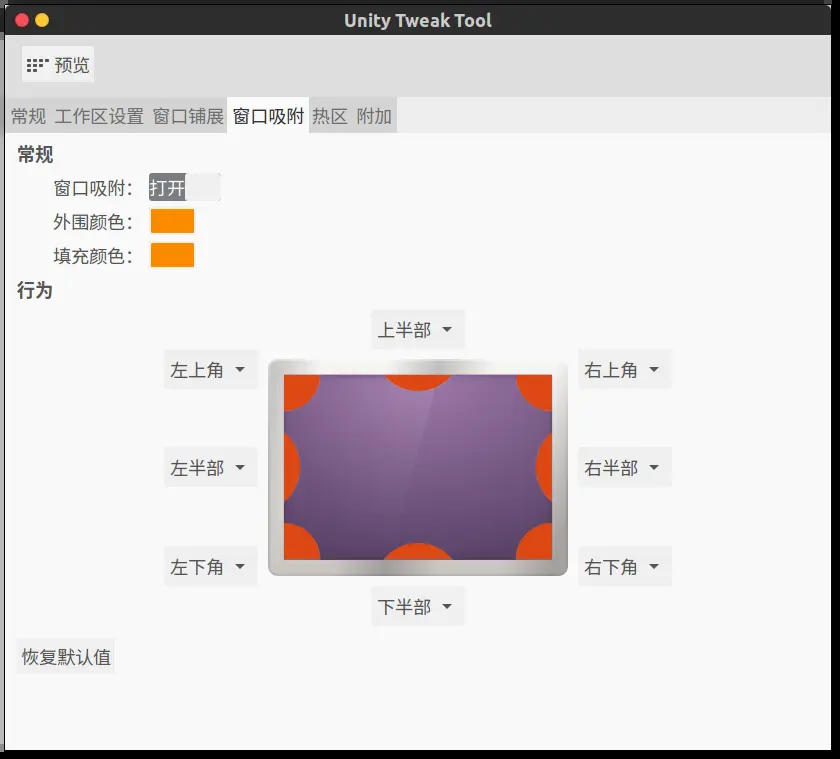 Unity Tweak Tool
预览
常规 工作区设置 窗口铺展 窗口吸附 热区 附加
常规
窗口吸附： 打开
外围颜色：
填充颜色：
行为
上半部
左上角 右上角
左半部 右半部
左下角 右下角
下半部
恢复默认值